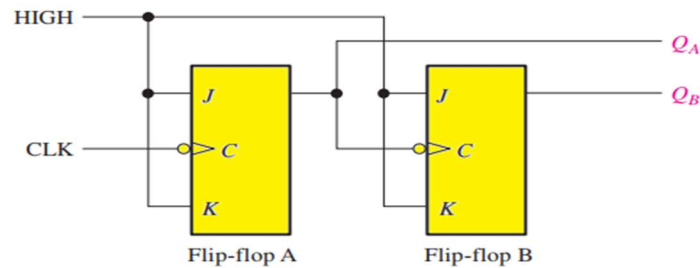 HIGH
Q_A
J
J
Q_B
CLK
C
C
K
K
Flip-flop A
Flip-flop B